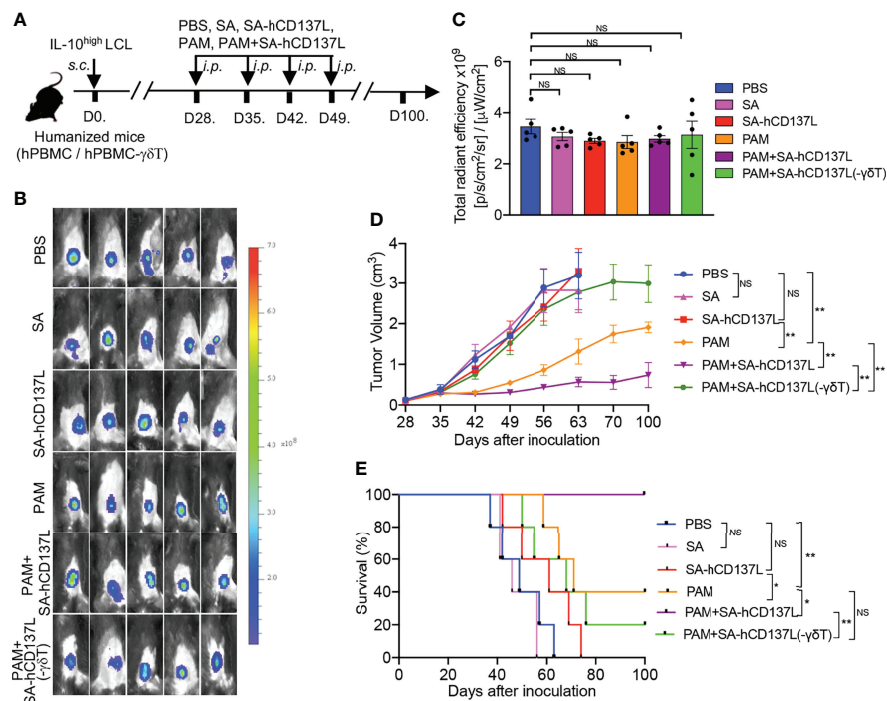 A
PBS, SA, SA-hCD137L,
PAM, PAM+SA-hCD137L
IL-10high LCL
s.c.
i.p.
i.p.
i.p.
i.p.
D0.
D28.
D35.
D42.
D49.
D100.
Humanized mice
(hPBMC / hPBMC-γδT)
B
PBS
SA
SA-hCD137L
PAM
PAM+
SA-hCD137L
PAM+
SA-hCD137L
(-γδT)
7.0
6.0
5.0
4.0
3.0
2.0
x10⁸
C
Total radiant efficiency x10⁹
[p/s/cm²/sr] / [µW/cm²]
9
6
3
0
NS
NS
NS
NS
NS
PBS
SA
SA-hCD137L
PAM
PAM+SA-hCD137L
PAM+SA-hCD137L(-γδT)
D
Tumor Volume (cm³)
4
3
2
1
0
28
35
42
49
56
63
70
100
Days after inoculation
PBS
SA
SA-hCD137L
PAM
PAM+SA-hCD137L
PAM+SA-hCD137L(-γδT)
NS
NS
**
**
**
**
**
E
Survival (%)
100
80
60
40
20
0
0
20
40
60
80
100
Days after inoculation
PBS
SA
SA-hCD137L
PAM
PAM+SA-hCD137L
PAM+SA-hCD137L(-γδT)
NS
NS
**
*
*
**
NS